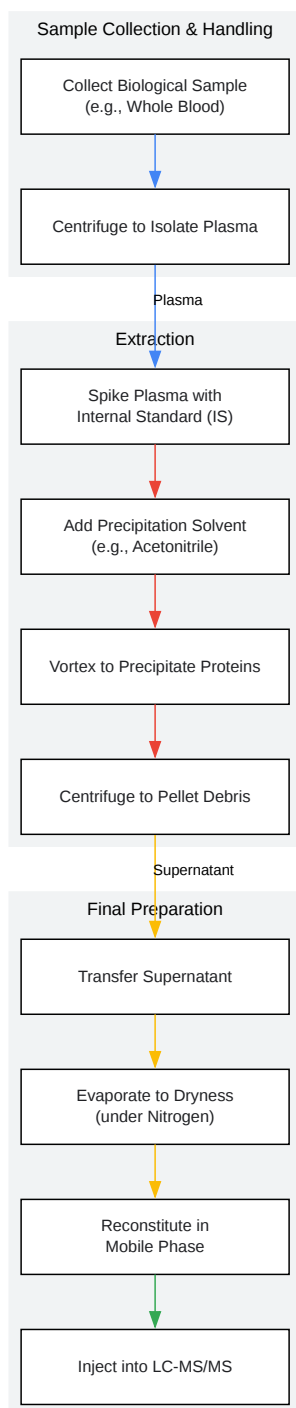 Sample Collection & Handling
Collect Biological Sample
(e.g., Whole Blood)
Centrifuge to Isolate Plasma
Plasma
Extraction
Spike Plasma with
Internal Standard (IS)
Add Precipitation Solvent
(e.g., Acetonitrile)
Vortex to Precipitate Proteins
Centrifuge to Pellet Debris
Supernatant
Final Preparation
Transfer Supernatant
Evaporate to Dryness
(under Nitrogen)
Reconstitute in
Mobile Phase
Inject into LC-MS/MS